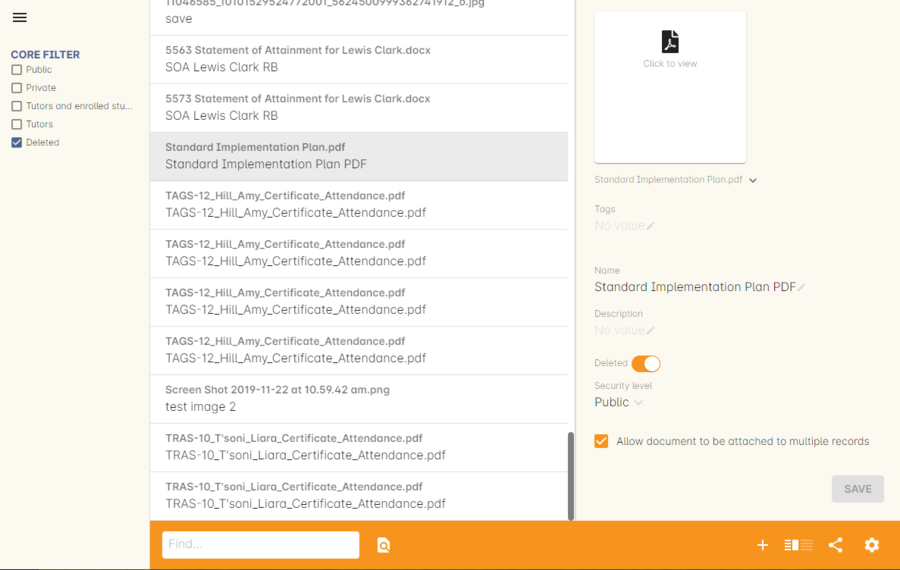 CORE FILTER
Public
Private
Tutors and enrolled stu...
Tutors
Deleted
11046585_10101529524772001_5624500999362741912_o.jpg
save
5563 Statement of Attainment for Lewis Clark.docx
SOA Lewis Clark RB
5573 Statement of Attainment for Lewis Clark.docx
SOA Lewis Clark RB
Standard Implementation Plan.pdf
Standard Implementation Plan PDF
TAGS-12_Hill_Amy_Certificate_Attendance.pdf
TAGS-12_Hill_Amy_Certificate_Attendance.pdf
TAGS-12_Hill_Amy_Certificate_Attendance.pdf
TAGS-12_Hill_Amy_Certificate_Attendance.pdf
TAGS-12_Hill_Amy_Certificate_Attendance.pdf
TAGS-12_Hill_Amy_Certificate_Attendance.pdf
TAGS-12_Hill_Amy_Certificate_Attendance.pdf
TAGS-12_Hill_Amy_Certificate_Attendance.pdf
Screen Shot 2019-11-22 at 10.59.42 am.png
test image 2
TRAS-10_T'soni_Liara_Certificate_Attendance.pdf
TRAS-10_T'soni_Liara_Certificate_Attendance.pdf
TRAS-10_T'soni_Liara_Certificate_Attendance.pdf
TRAS-10_T'soni_Liara_Certificate_Attendance.pdf
Find...
Click to view
Standard Implementation Plan.pdf
Tags
No value
Name
Standard Implementation Plan PDF
Description
No value
Deleted
Security level
Public
Allow document to be attached to multiple records
SAVE